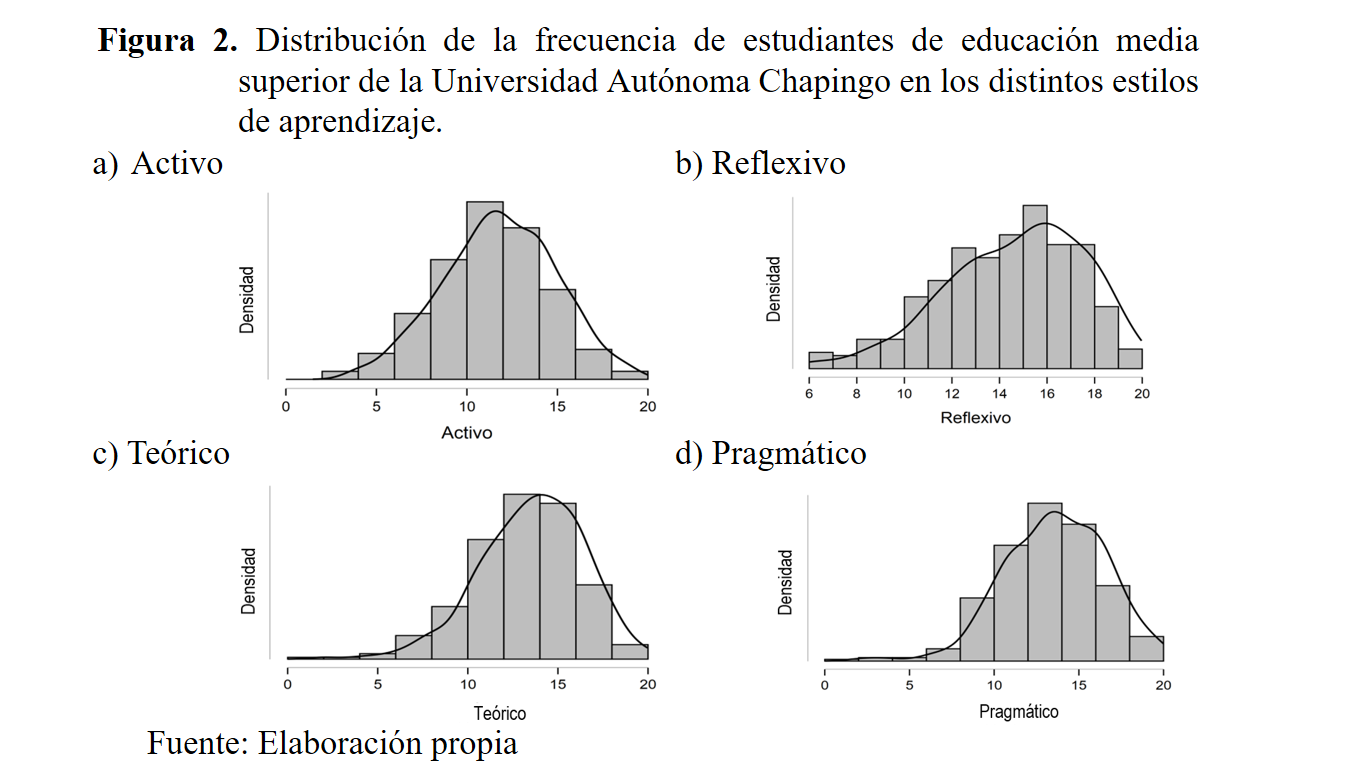 Figura 2. Distribución de la frecuencia de estudiantes de educación media
superior de la Universidad Autónoma Chapingo en los distintos estilos
de aprendizaje.
a) Activo
Densidad
0 5 10 15 20
Activo
b) Reflexivo
Densidad
6 8 10 12 14 16 18 20
Reflexivo
c) Teórico
Densidad
0 5 10 15 20
Teórico
d) Pragmático
Densidad
0 5 10 15 20
Pragmático
Fuente: Elaboración propia